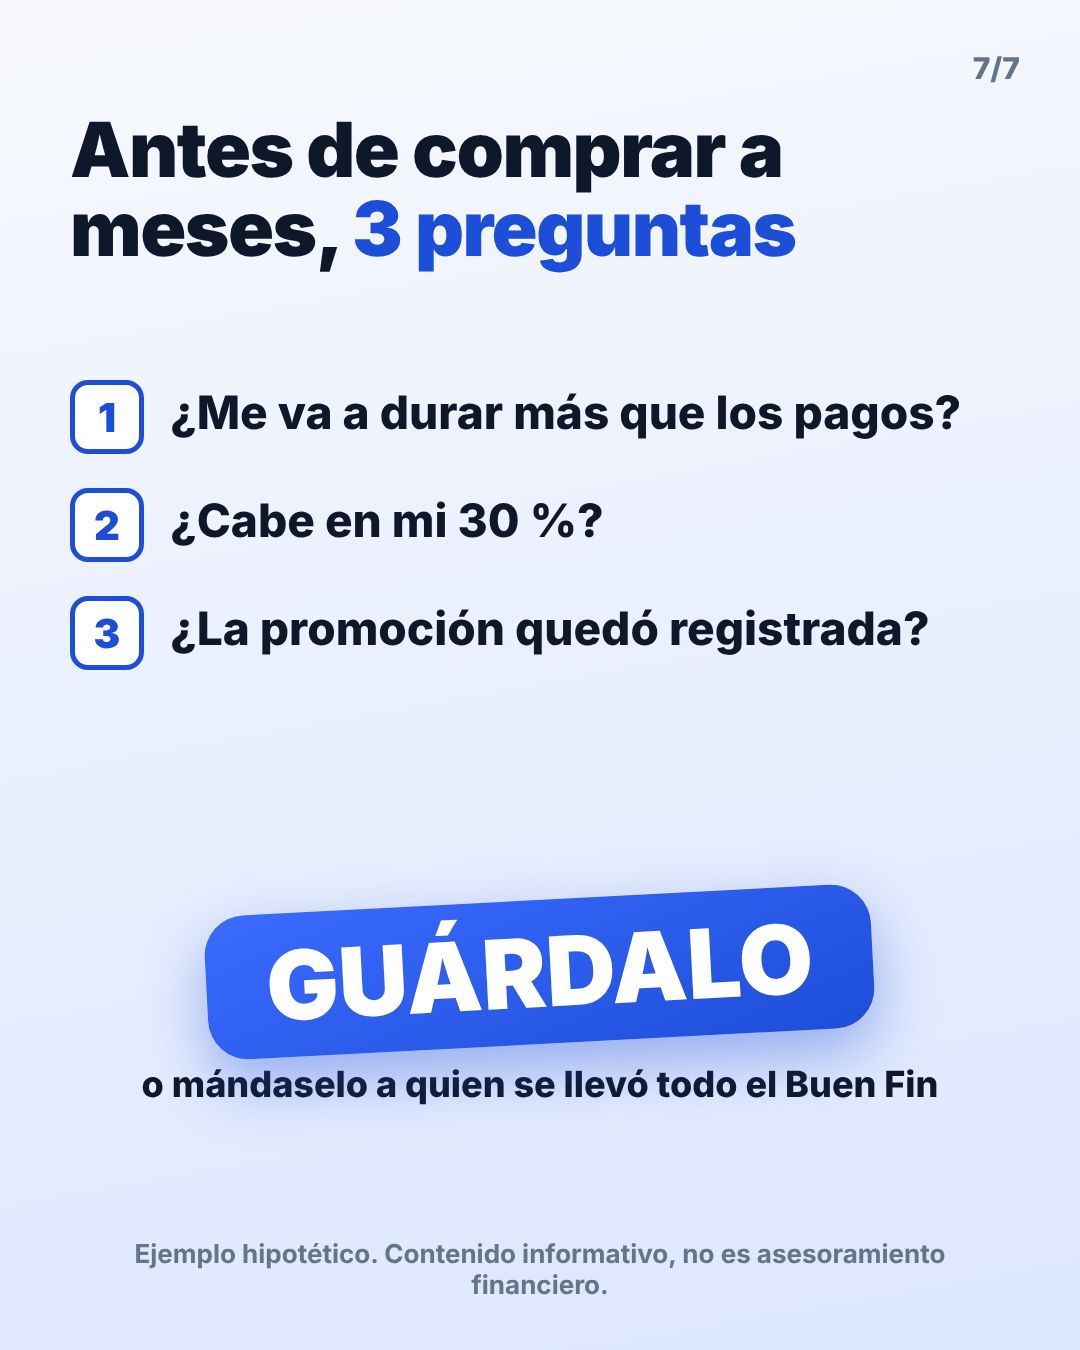 7/7
Antes de comprar a
meses, 3 preguntas
1 ¿Me va a durar más que los pagos?
2 ¿Cabe en mi 30 %?
3 ¿La promoción quedó registrada?
GUÁRDALO
o mándaselo a quien se llevó todo el Buen Fin
Ejemplo hipotético. Contenido informativo, no es asesoramiento
financiero.